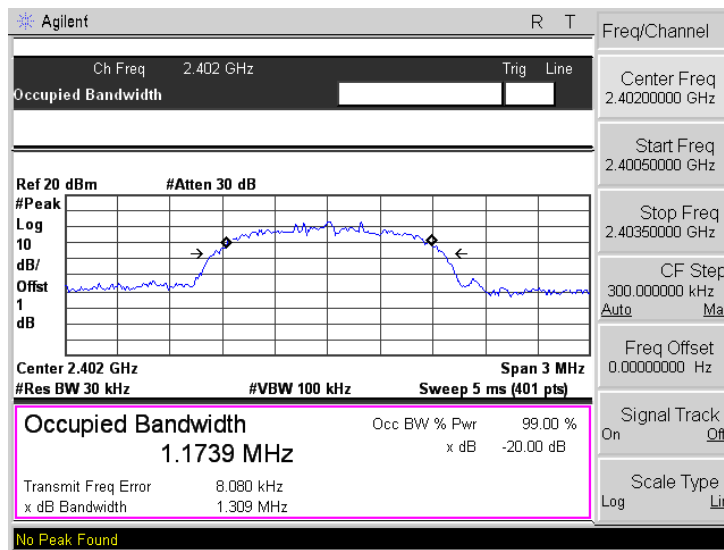 Agilent R T
Ch Freq 2.402 GHz Trig Line
Occupied Bandwidth
Ref 20 dBm #Atten 30 dB
#Peak
Log
10
dB/
Offst
1
dB
Center 2.402 GHz Span 3 MHz
#Res BW 30 kHz #VBW 100 kHz Sweep 5 ms (401 pts)
Occupied Bandwidth
1.1739 MHz
Occ BW % Pwr 99.00 %
x dB -20.00 dB
Transmit Freq Error 8.080 kHz
x dB Bandwidth 1.309 MHz
No Peak Found
Freq/Channel
Center Freq
2.40200000 GHz
Start Freq
2.40050000 GHz
Stop Freq
2.40350000 GHz
CF Step
300.000000 kHz
Auto Ma
Freq Offset
0.00000000 Hz
Signal Track
On Off
Scale Type
Log Lin